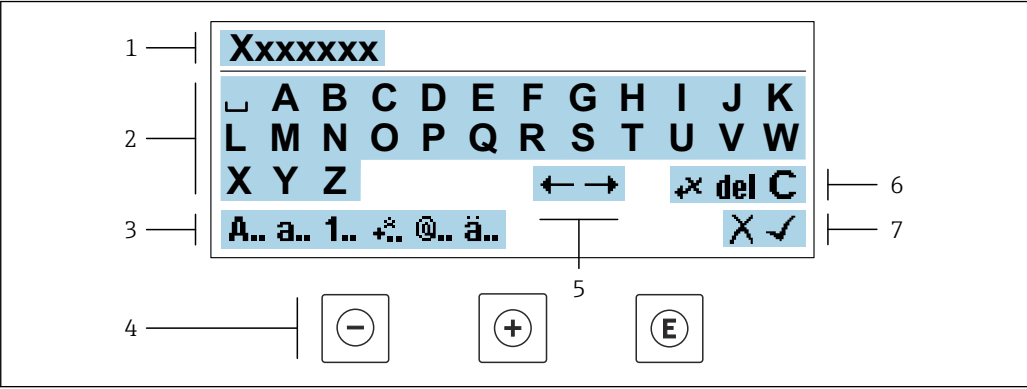 1 Xxxxxxx
␣ A B C D E F G H I J K
2 L M N O P Q R S T U V W
X Y Z ← → ↵x del C 6
3 A.. a.. 1.. +*.. @.. ä.. X ✓ 7
5
4 − + E